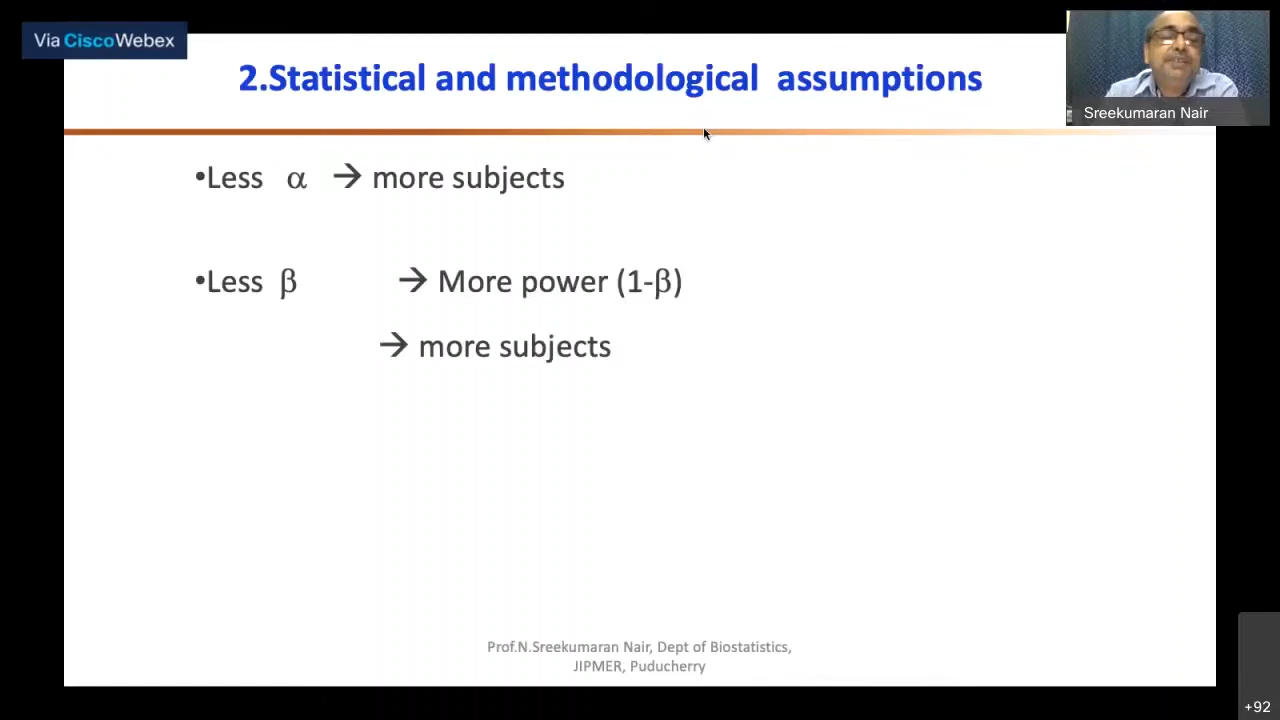 Via CiscoWebex
2.Statistical and methodological assumptions
Sreekumaran Nair
•Less α → more subjects
•Less β → More power (1-β)
→ more subjects
Prof.N.Sreekumaran Nair, Dept of Biostatistics,
JIPMER, Puducherry
+92